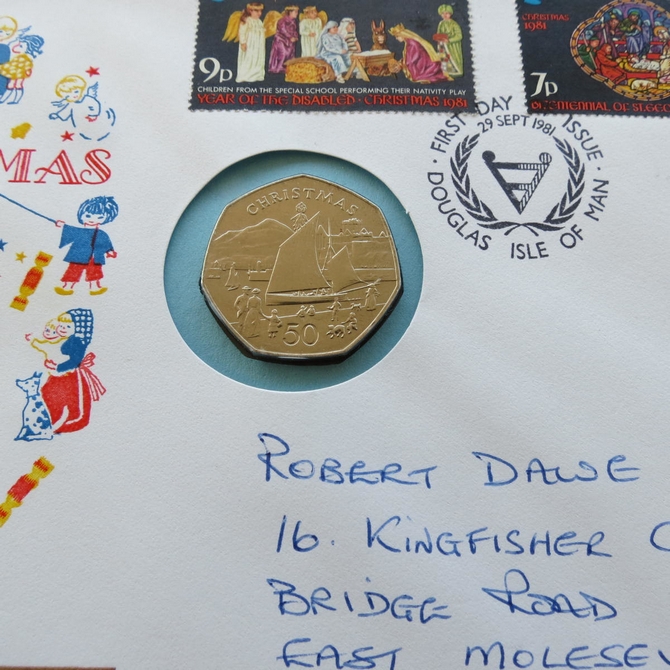 9p
CHILDREN FROM THE SPECIAL SCHOOL PERFORMING THEIR NATIVITY PLAY
YEAR OF THE DISABLED · CHRISTMAS 1981
CHRISTMAS
1981
7p
MAS
FIRST DAY OF ISSUE
29 SEPT 1981
DOUGLAS ISLE OF MAN
CHRISTMAS
50
ROBERT DAWE
16. KINGFISHER C
BRIDGE ROAD
EAST MOLESE